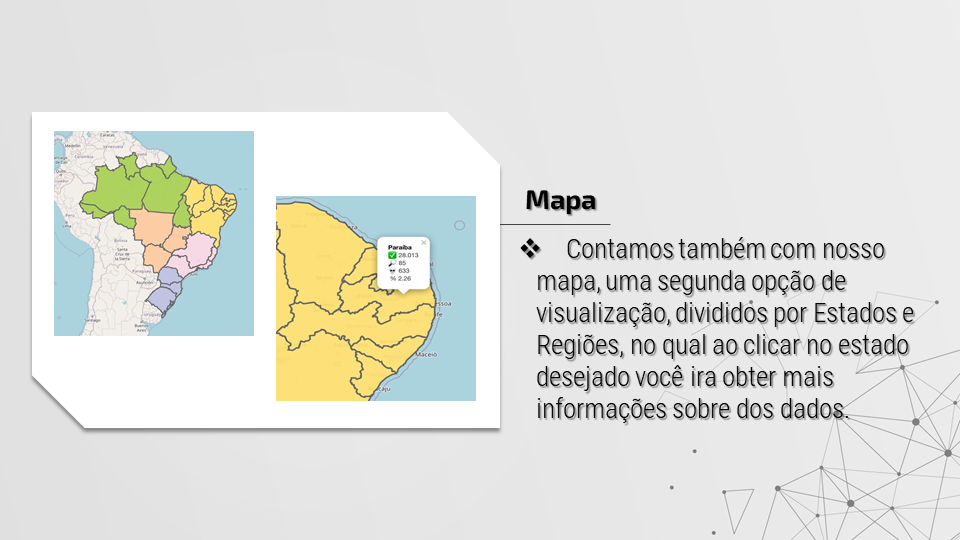 Mapa
❖ Contamos também com nosso
mapa, uma segunda opção de
visualização, divididos por Estados e
Regiões, no qual ao clicar no estado
desejado você ira obter mais
informações sobre dos dados.
Paraíba
28.013
85
633
% 2.26
Maceió